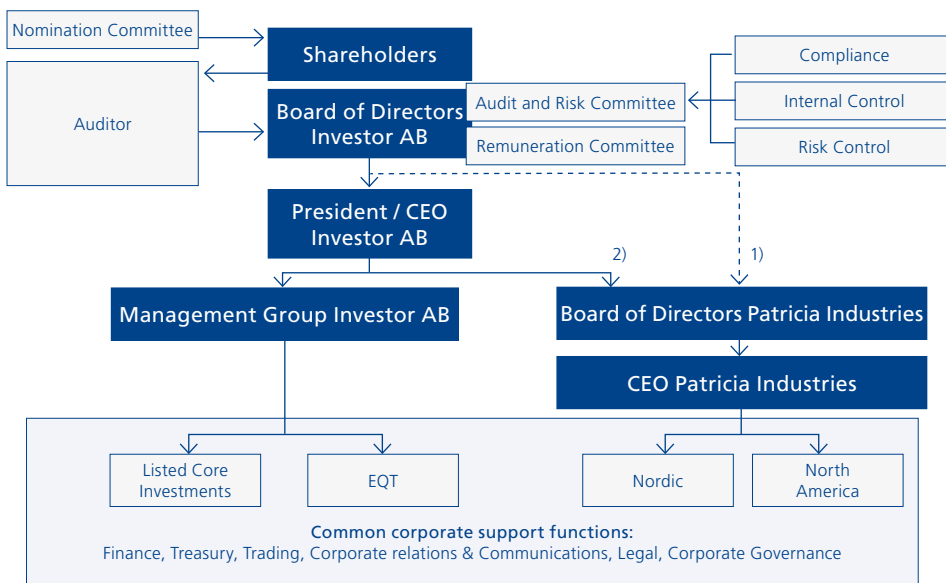 Nomination Committee
Shareholders
Auditor
Board of Directors
Investor AB
Audit and Risk Committee
Remuneration Committee
Compliance
Internal Control
Risk Control
President / CEO
Investor AB
2)
1)
Management Group Investor AB
Board of Directors Patricia Industries
CEO Patricia Industries
Listed Core
Investments
EQT
Nordic
North
America
Common corporate support functions:
Finance, Treasury, Trading, Corporate relations & Communications, Legal, Corporate Governance